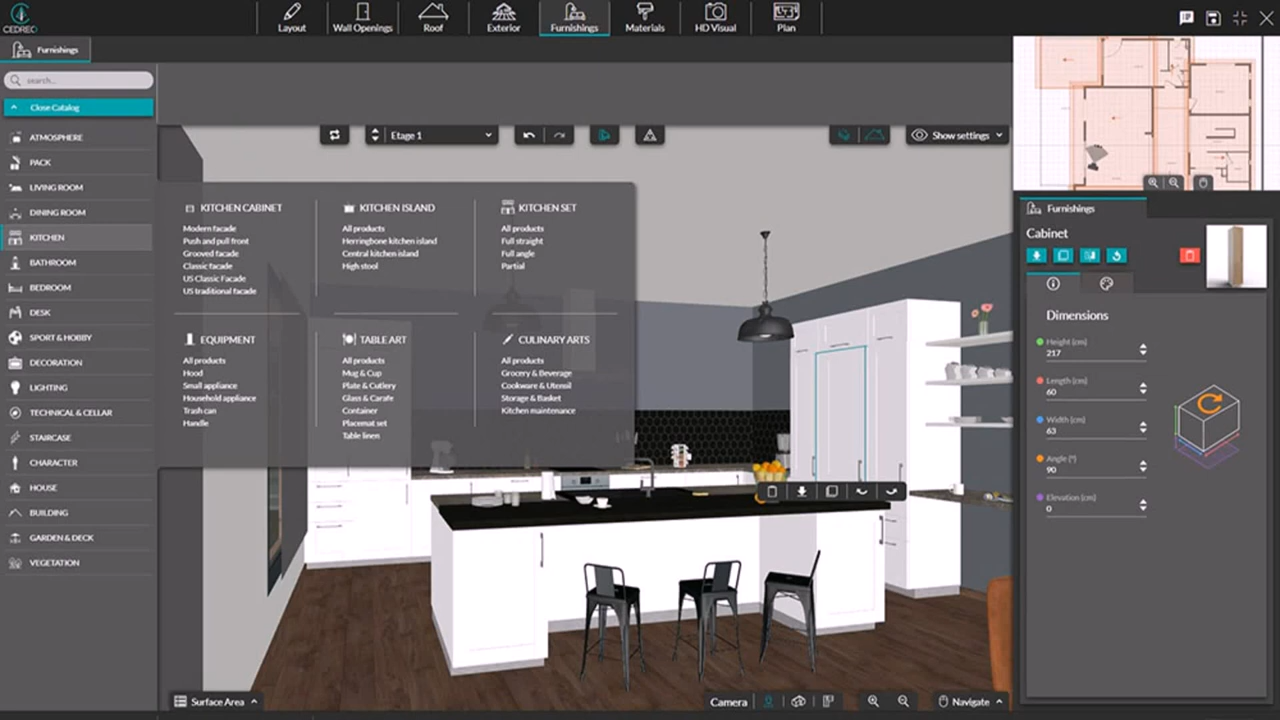 CEDREO
Layout
Wall Openings
Roof
Exterior
Furnishings
Materials
HD Visual
Plan
Furnishings
search...
Close Catalog
ATMOSPHERE
PACK
LIVING ROOM
DINING ROOM
KITCHEN
BATHROOM
BEDROOM
DESK
SPORT & HOBBY
DECORATION
LIGHTING
TECHNICAL & CELLAR
STAIRCASE
CHARACTER
HOUSE
BUILDING
GARDEN & DECK
VEGETATION
Etage 1
Show settings
KITCHEN CABINET
Modern facade
Push and pull front
Grooved facade
Classic facade
US Classic Facade
US traditional facade
KITCHEN ISLAND
All products
Herringbone kitchen island
Central kitchen island
High stool
KITCHEN SET
All products
Full straight
Full angle
Partial
EQUIPMENT
All products
Hood
Small appliance
Household appliance
Trash can
Handle
TABLE ART
All products
Mug & Cup
Plate & Cutlery
Glass & Carafe
Container
Placemat set
Table linen
CULINARY ARTS
All products
Grocery & Beverage
Cookware & Utensil
Storage & Basket
Kitchen maintenance
Surface Area
Camera
Navigate
Furnishings
Cabinet
Dimensions
Height (cm)
217
Length (cm)
60
Width (cm)
63
Angle (°)
90
Elevation (cm)
0